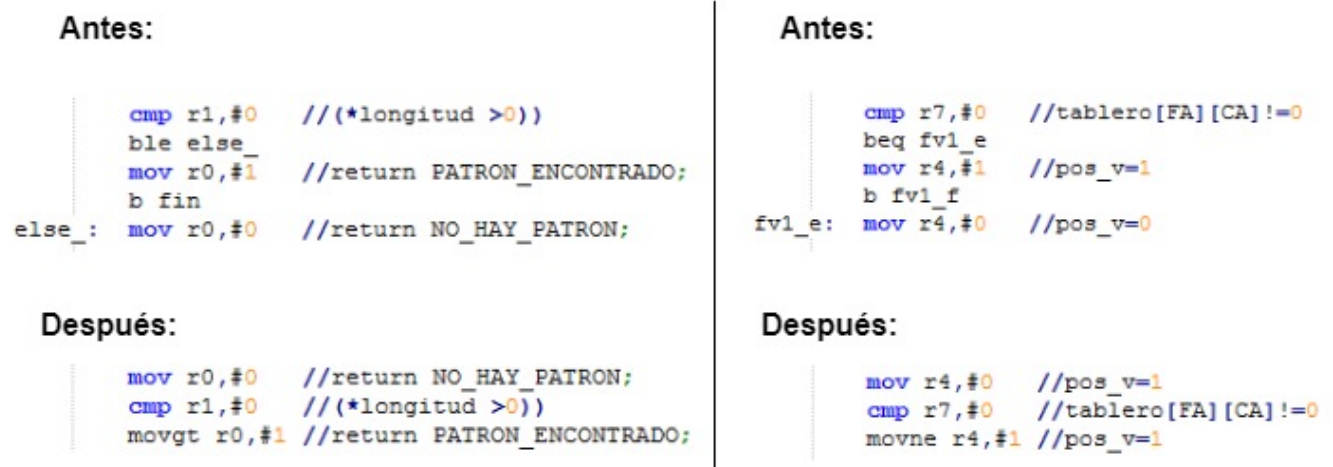 Antes:
cmp r1,#0 //(*longitud >0))
ble else_
mov r0,#1 //return PATRON_ENCONTRADO;
b fin
else_: mov r0,#0 //return NO_HAY_PATRON;
Después:
mov r0,#0 //return NO_HAY_PATRON;
cmp r1,#0 //(*longitud >0))
movgt r0,#1 //return PATRON_ENCONTRADO;
Antes:
cmp r7,#0 //tablero[FA][CA]!=0
beq fv1_e
mov r4,#1 //pos_v=1
b fv1_f
fv1_e: mov r4,#0 //pos_v=0
Después:
mov r4,#0 //pos_v=1
cmp r7,#0 //tablero[FA][CA]!=0
movne r4,#1 //pos_v=1